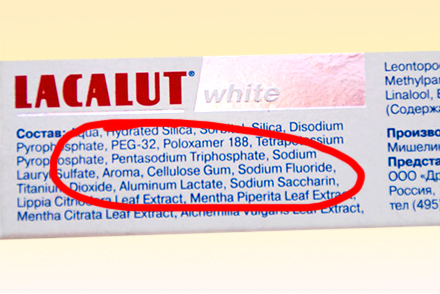 LACALUT® white
Состав: Aqua, Hydrated Silica, Sorbitol, Silica, Disodium
Pyrophosphate, PEG-32, Poloxamer 188, Tetrapotassium
Pyrophosphate, Pentasodium Triphosphate, Sodium
Lauryl Sulfate, Aroma, Cellulose Gum, Sodium Fluoride,
Titanium Dioxide, Aluminum Lactate, Sodium Saccharin,
Lippia Citriodora Leaf Extract, Mentha Piperita Leaf Extract,
Mentha Citrata Leaf Extract, Alchemilla Vulgaris Leaf Extract,
Leontopo
Methylpar
Linalool,
(Содержа
Произво
Мишелин
Предста
ООО «Др
Россия,
тел (495)